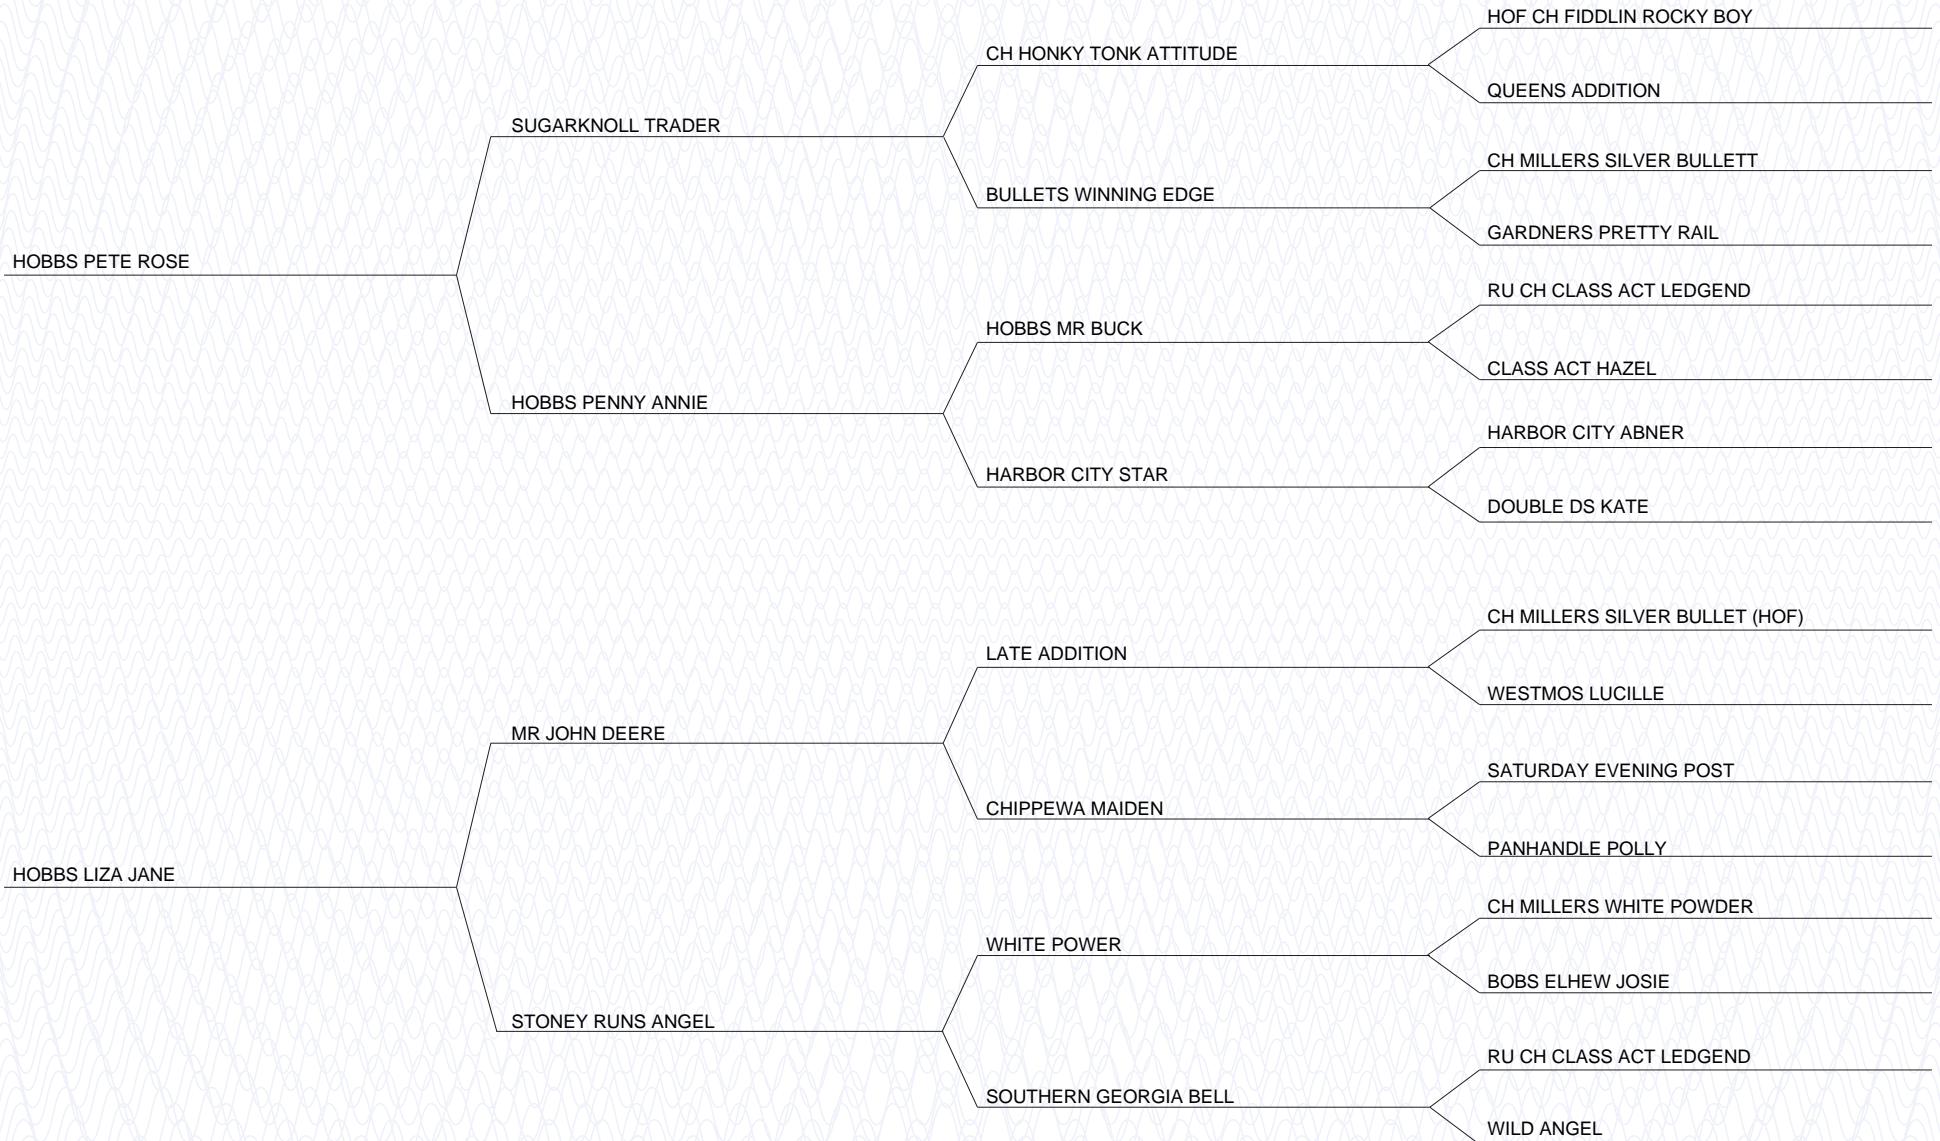 HOF CH FIDDLIN ROCKY BOY
CH HONKY TONK ATTITUDE
QUEENS ADDITION
SUGARKNOLL TRADER
CH MILLERS SILVER BULLETT
BULLETS WINNING EDGE
GARDNERS PRETTY RAIL
HOBBS PETE ROSE
RU CH CLASS ACT LEDGEND
HOBBS MR BUCK
CLASS ACT HAZEL
HOBBS PENNY ANNIE
HARBOR CITY ABNER
HARBOR CITY STAR
DOUBLE DS KATE
CH MILLERS SILVER BULLET (HOF)
LATE ADDITION
WESTMOS LUCILLE
MR JOHN DEERE
SATURDAY EVENING POST
CHIPPEWA MAIDEN
PANHANDLE POLLY
HOBBS LIZA JANE
CH MILLERS WHITE POWDER
WHITE POWER
BOBS ELHEW JOSIE
STONEY RUNS ANGEL
RU CH CLASS ACT LEDGEND
SOUTHERN GEORGIA BELL
WILD ANGEL